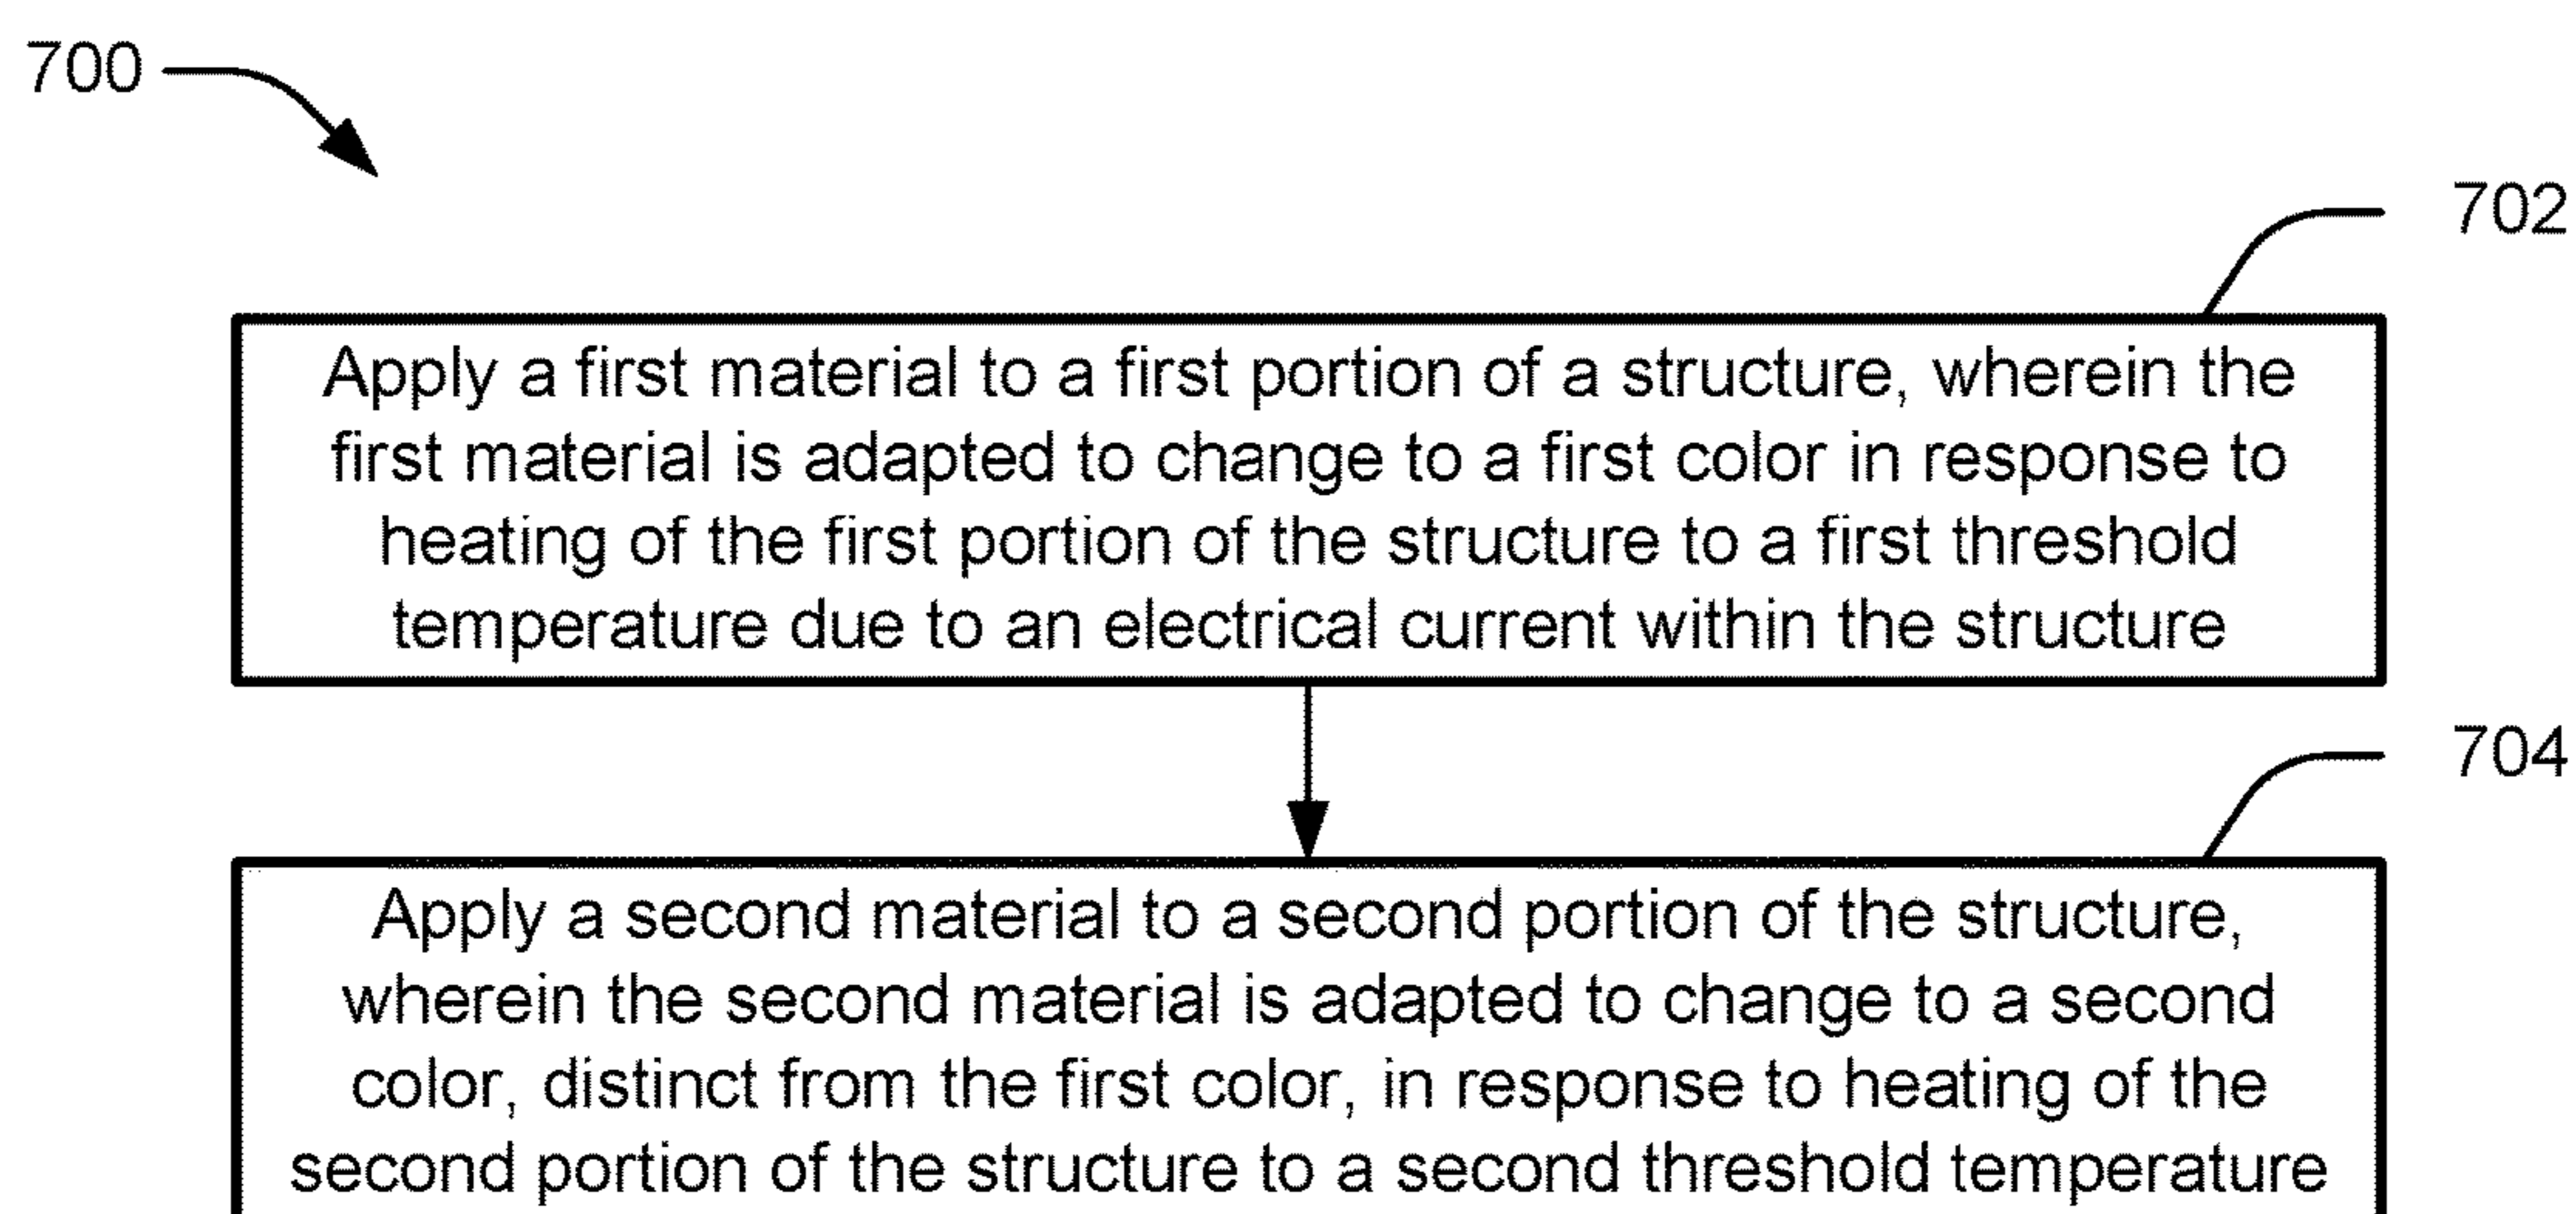 700
702
Apply a first material to a first portion of a structure, wherein the
first material is adapted to change to a first color in response to
heating of the first portion of the structure to a first threshold
temperature due to an electrical current within the structure
704
Apply a second material to a second portion of the structure,
wherein the second material is adapted to change to a second
color, distinct from the first color, in response to heating of the
second portion of the structure to a second threshold temperature